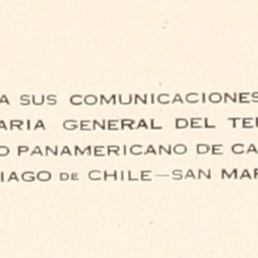 A SUS COMUNICACIONES
ARIA GENERAL DEL TE
O PANAMERICANO DE CA
IAGO DE CHILE—SAN MAR